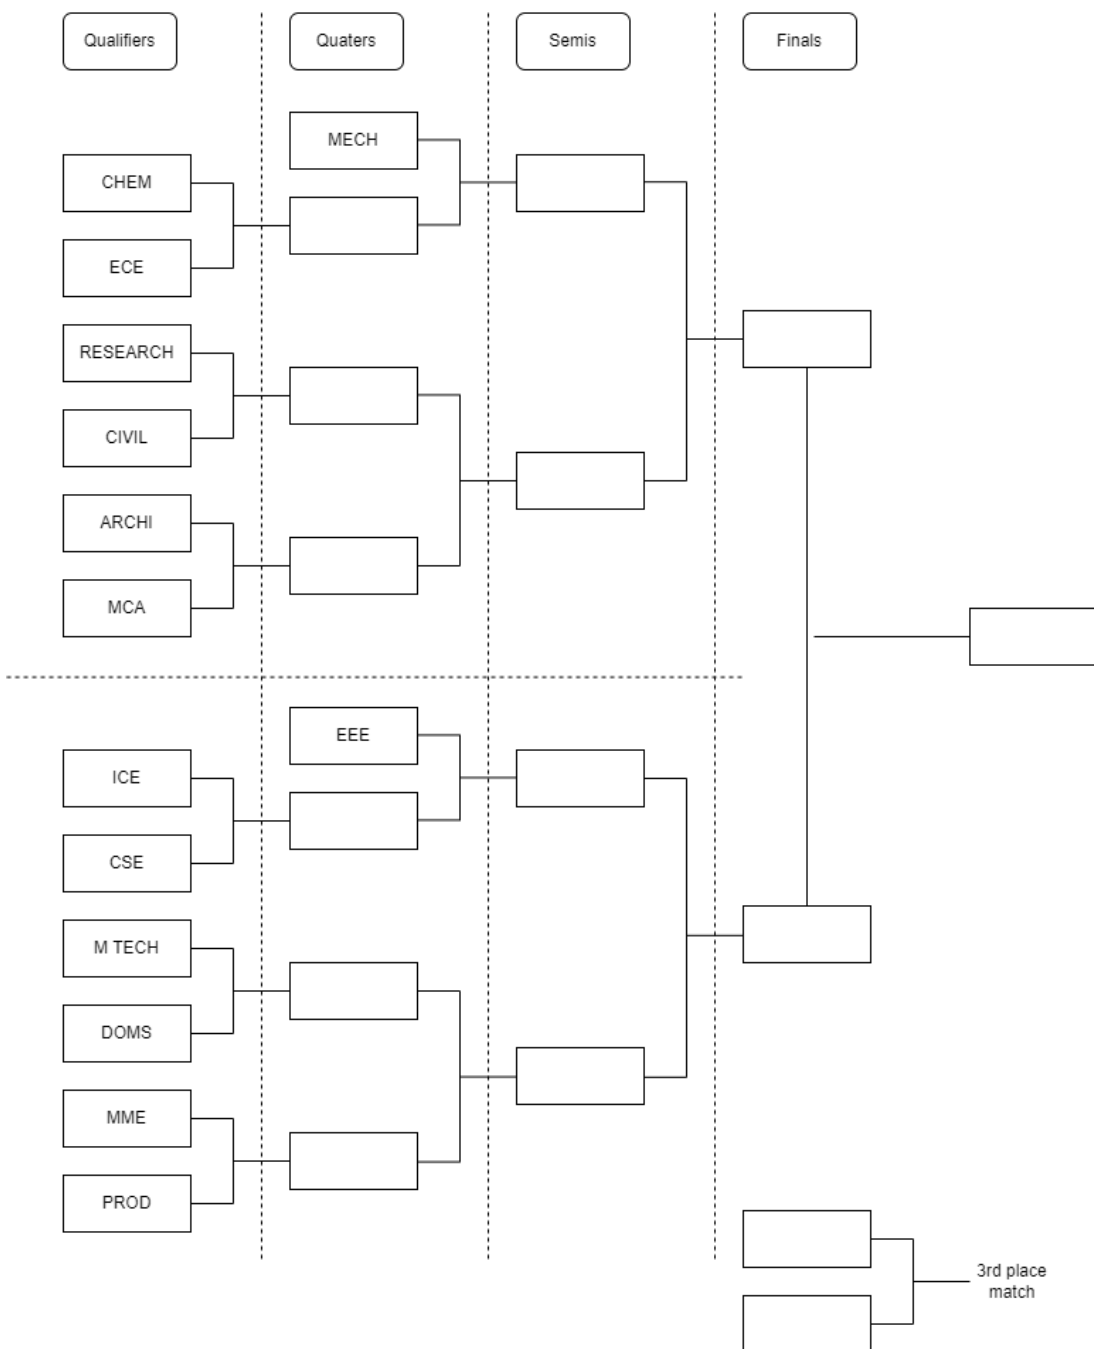 Qualifiers
Quaters
Semis
Finals
MECH
CHEM
ECE
RESEARCH
CIVIL
ARCHI
MCA
EEE
ICE
CSE
M TECH
DOMS
MME
PROD
3rd place
match